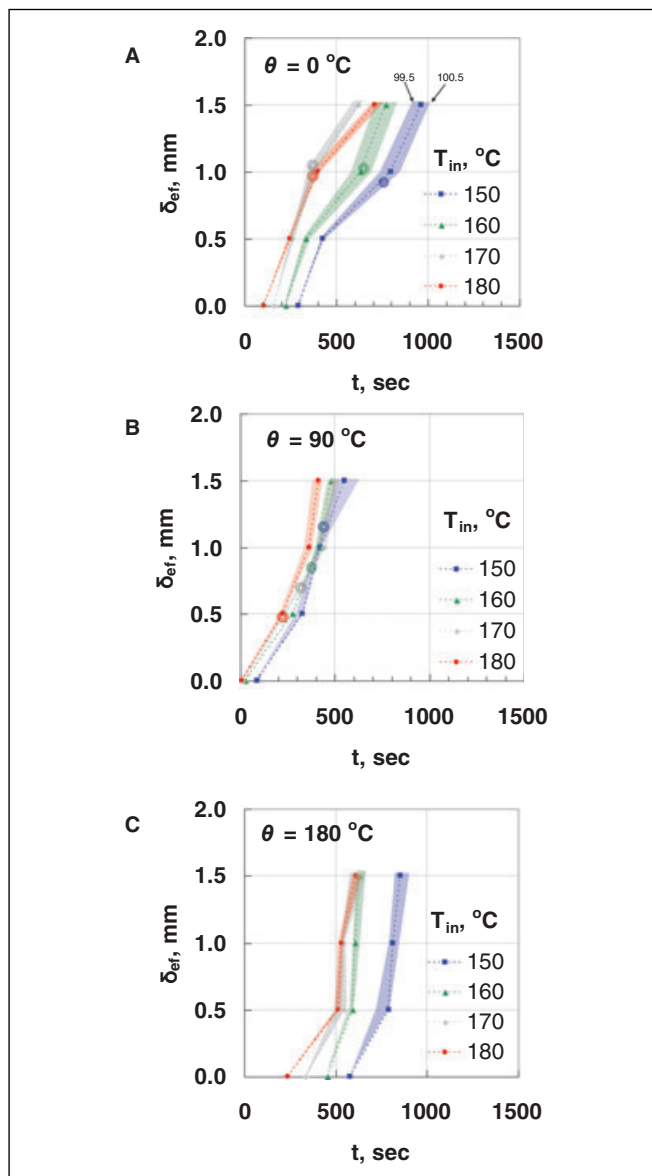 A
θ = 0 °C
99.5
100.5
2.0
1.5
1.0
0.5
0.0
δef, mm
Tin, °C
150
160
170
180
0
500
1000
1500
t, sec
B
θ = 90 °C
2.0
1.5
1.0
0.5
0.0
δef, mm
Tin, °C
150
160
170
180
0
500
1000
1500
t, sec
C
θ = 180 °C
2.0
1.5
1.0
0.5
0.0
δef, mm
Tin, °C
150
160
170
180
0
500
1000
1500
t, sec